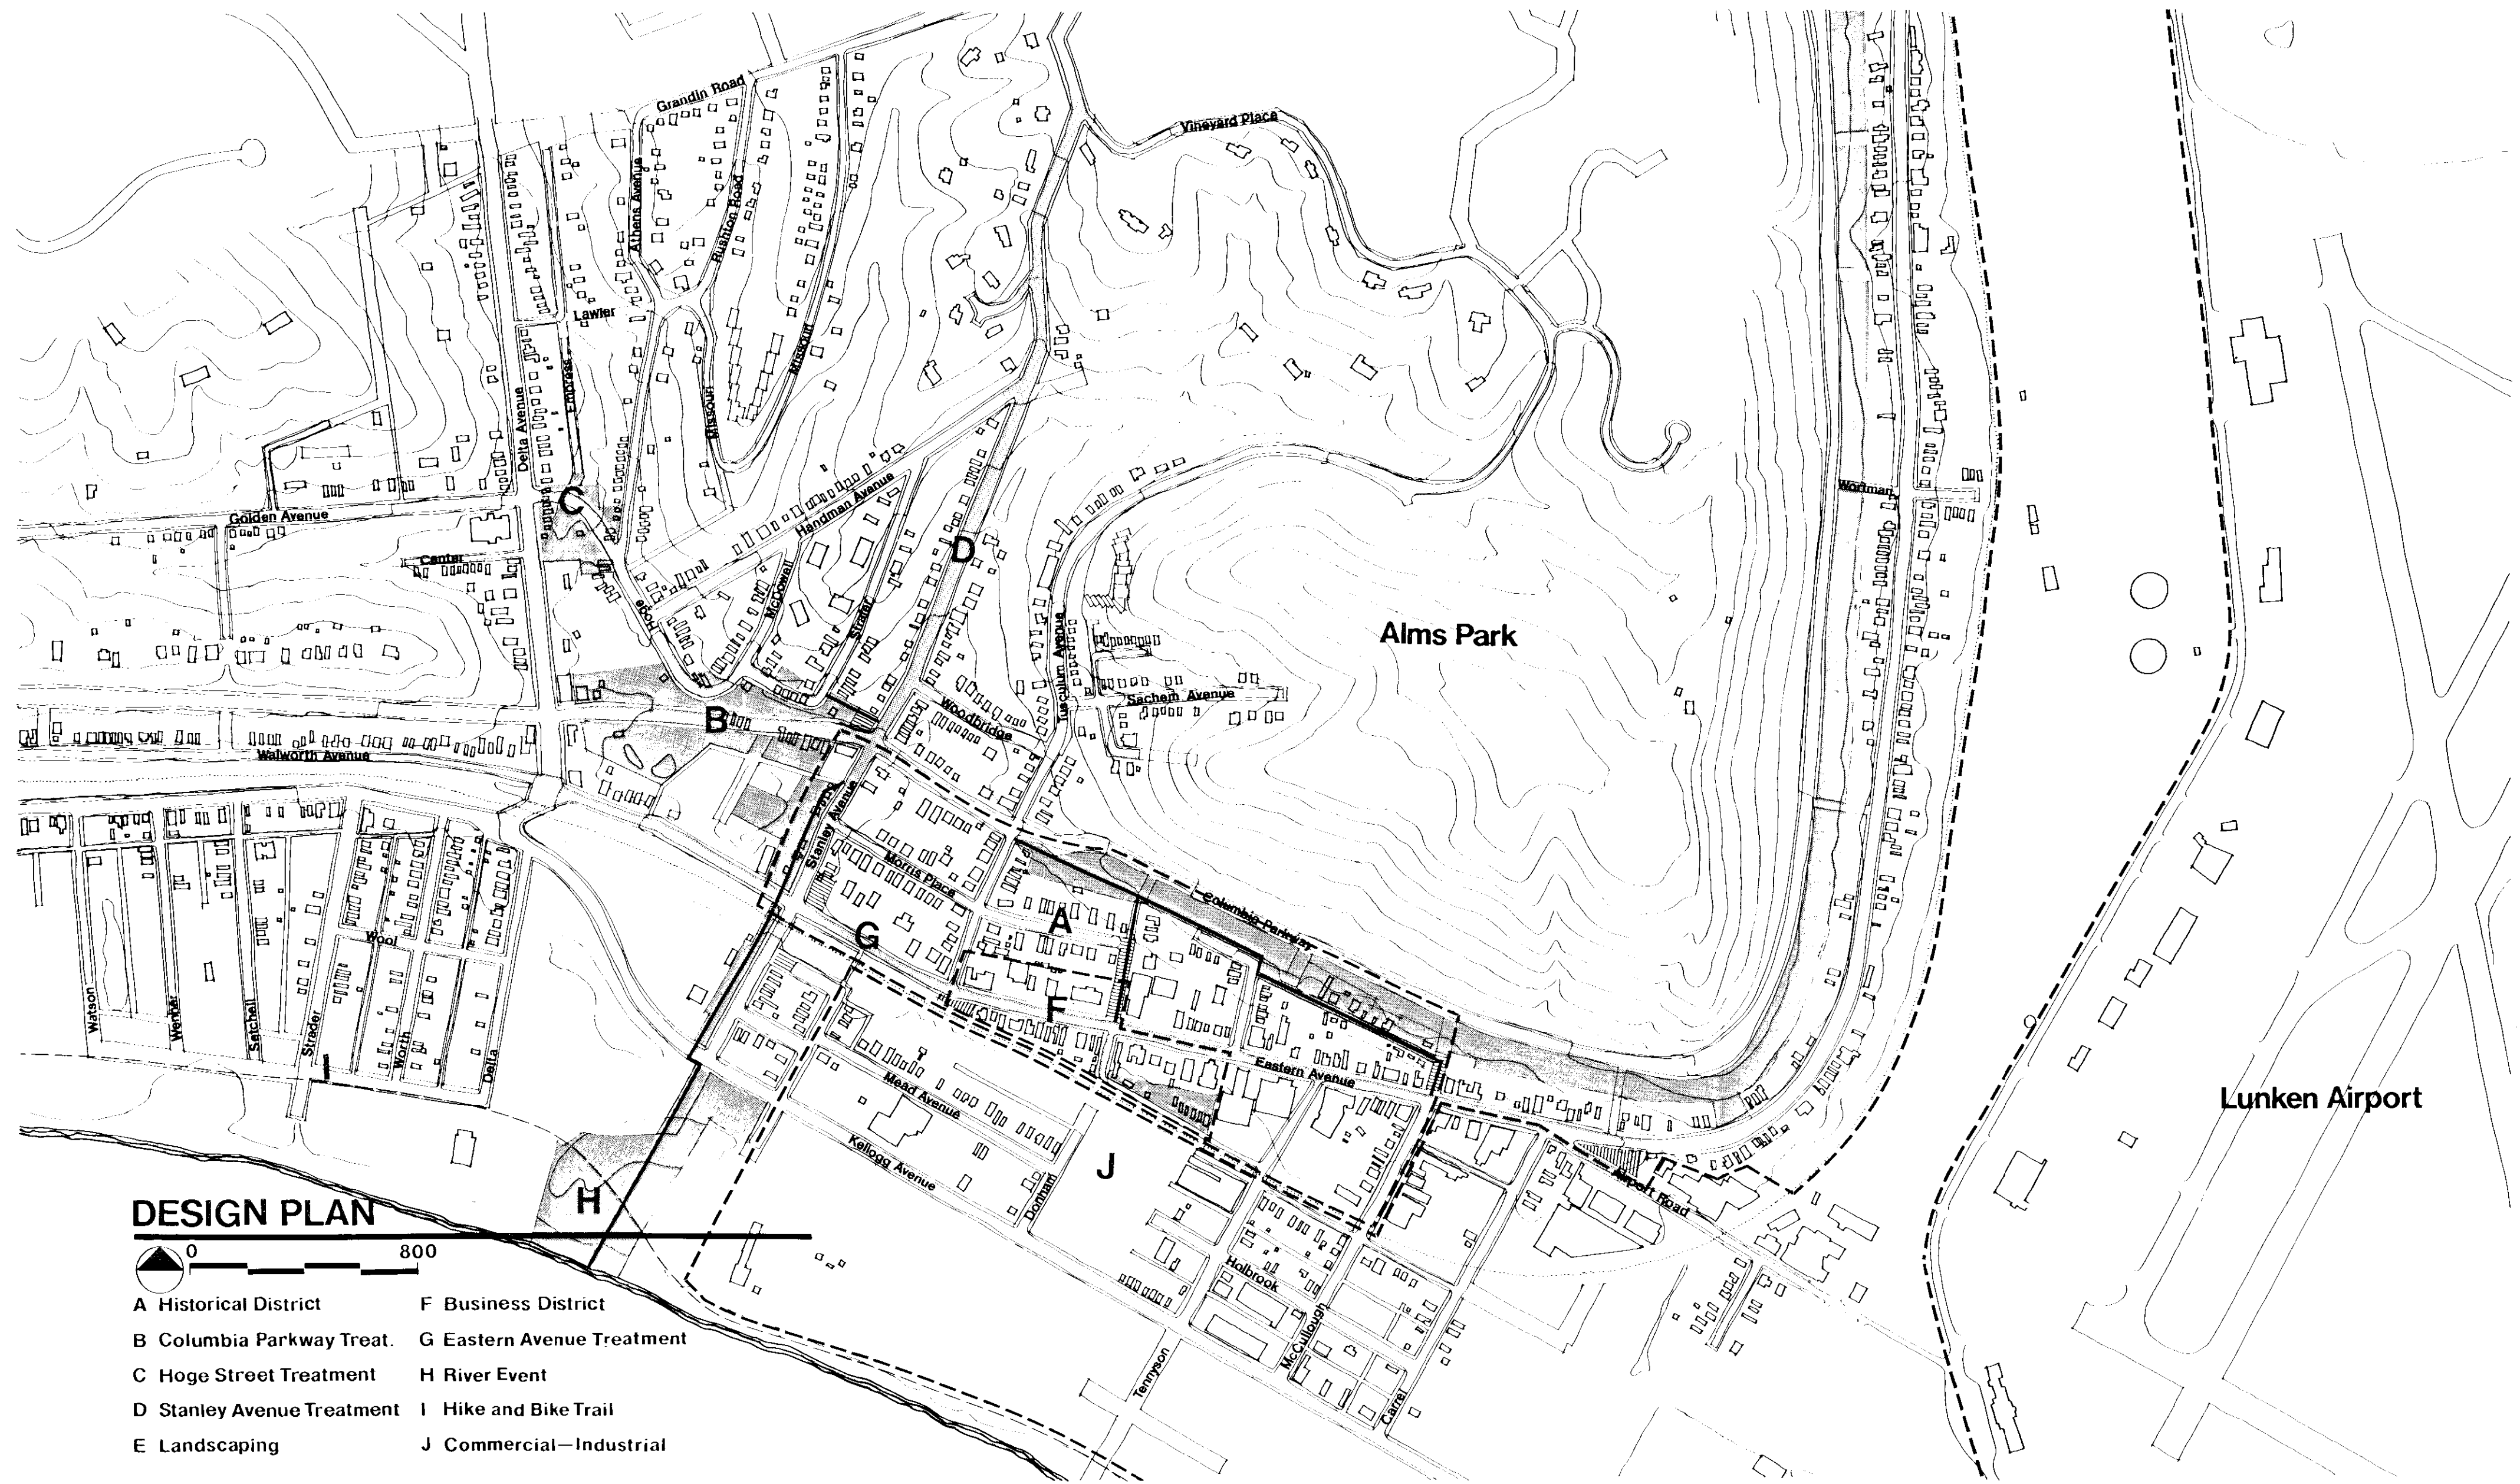 Grandin Road
Vineyard Place
Athens Avenue
Rushton Road
Lawler
Missouri
Missouri
Empress
Delta Avenue
C
Handman Avenue
Wortman
Golden Avenue
Center
D
McDowell
Hoge
Strafer
Tusculum Avenue
Alms Park
Sachem Avenue
Woodbridge
B
Walworth Avenue
Stanley Avenue
Morris Place
Columbia Parkway
A
G
Wool
F
Watson
Wenner
Setchell
Strader
Worth
Delta
I
Eastern Avenue
Mead Avenue
Lunken Airport
Kellogg Avenue
J
Donham
Airport Road
H
Holbrook
McCullough
Tennyson
Carrel
DESIGN PLAN
0 800
A Historical District
B Columbia Parkway Treat.
C Hoge Street Treatment
D Stanley Avenue Treatment
E Landscaping
F Business District
G Eastern Avenue Treatment
H River Event
I Hike and Bike Trail
J Commercial—Industrial